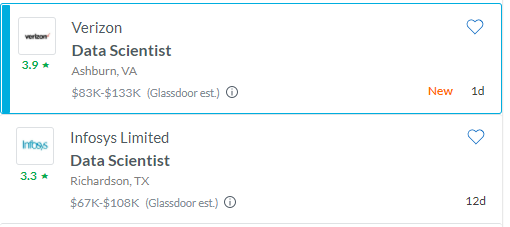 verizon
Verizon
Data Scientist
3.9 ★
Ashburn, VA
$83K-$133K (Glassdoor est.)
New 1d
Infosys
Infosys Limited
Data Scientist
3.3 ★
Richardson, TX
$67K-$108K (Glassdoor est.)
12d